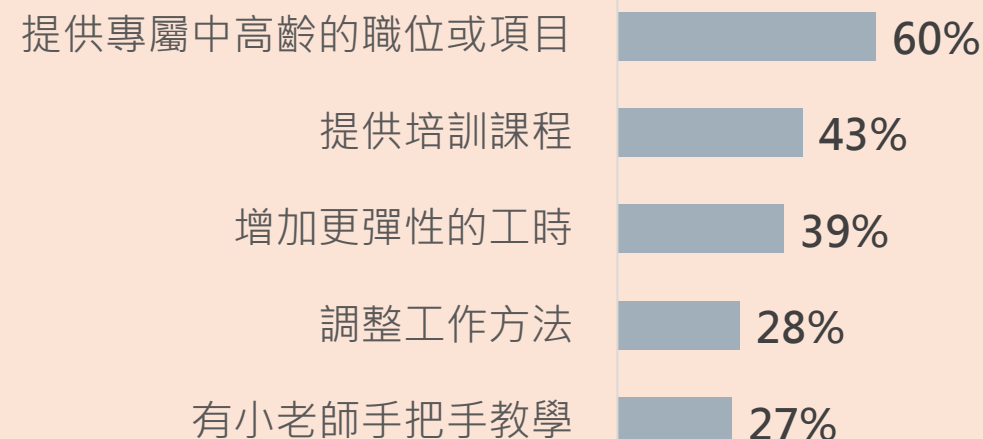 提供專屬中高齡的職位或項目 60%
提供培訓課程 43%
增加更彈性的工時 39%
調整工作方法 28%
有小老師手把手教學 27%